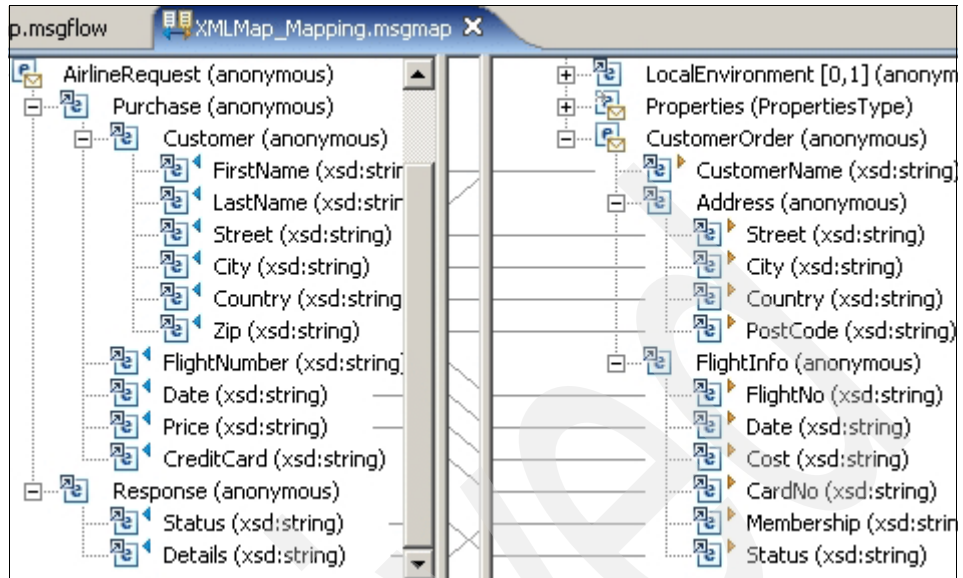 p.msgflow
XMLMap_Mapping.msgmap
AirlineRequest (anonymous)
Purchase (anonymous)
Customer (anonymous)
FirstName (xsd:strin
LastName (xsd:strin
Street (xsd:string)
City (xsd:string)
Country (xsd:string
Zip (xsd:string)
FlightNumber (xsd:string)
Date (xsd:string)
Price (xsd:string)
CreditCard (xsd:string)
Response (anonymous)
Status (xsd:string)
Details (xsd:string)
LocalEnvironment [0,1] (anonym
Properties (PropertiesType)
CustomerOrder (anonymous)
CustomerName (xsd:string)
Address (anonymous)
Street (xsd:string)
City (xsd:string)
Country (xsd:string)
PostCode (xsd:string)
FlightInfo (anonymous)
FlightNo (xsd:string)
Date (xsd:string)
Cost (xsd:string)
CardNo (xsd:string)
Membership (xsd:strin
Status (xsd:string)